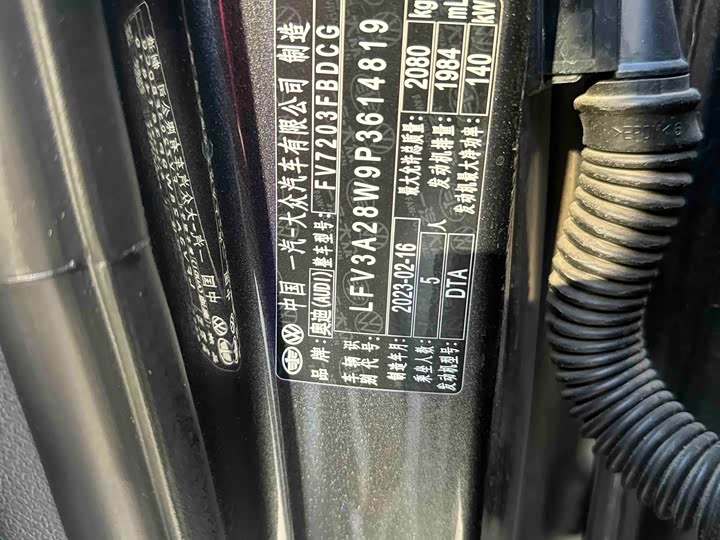 中国 一汽-大众汽车有限公司 制造
品牌:奥迪(AUDI) 整车型号: FV7203FBDCG
车辆识别代号: LFV3A28W9P3614819
制造年月: 2023-02-16 最大允许总质量: 2080 kg
乘坐人数: 5 人 发动机排量: 1984 mL
发动机型号: DTA 发动机最大净功率: 140 kW